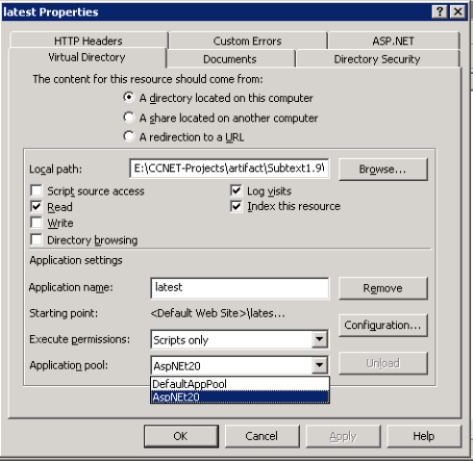 latest Properties
HTTP Headers
Custom Errors
ASP.NET
Virtual Directory
Documents
Directory Security
The content for this resource should come from:
A directory located on this computer
A share located on another computer
A redirection to a URL
Local path:
E:\CCNET-Projects\artifact\Subtext1.9\
Browse...
Script source access
Log visits
Read
Index this resource
Write
Directory browsing
Application settings
Application name:
latest
Remove
Starting point:
<Default Web Site>\lates...
Configuration...
Execute permissions:
Scripts only
Application pool:
AspNEt20
Unload
DefaultAppPool
AspNEt20
OK
Cancel
Apply
Help